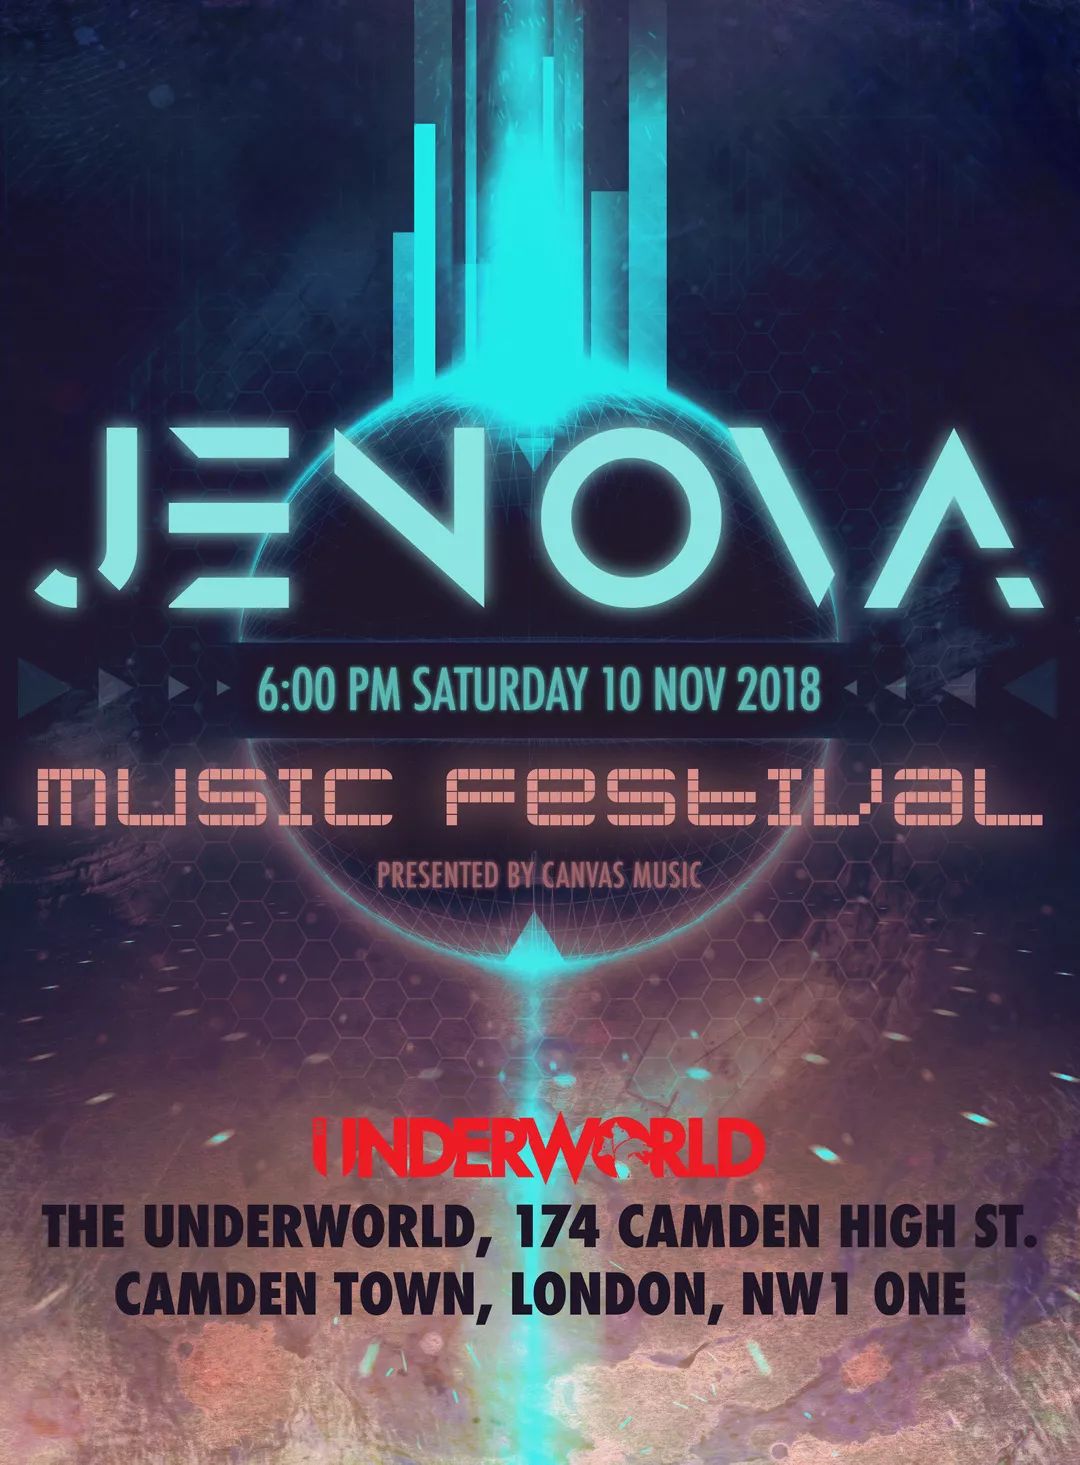 JENOVA
6:00 PM SATURDAY 10 NOV 2018
MUSIC FESTIVAL
PRESENTED BY CANVAS MUSIC
UNDERWORLD
THE UNDERWORLD, 174 CAMDEN HIGH ST.
CAMDEN TOWN, LONDON, NW1 0NE